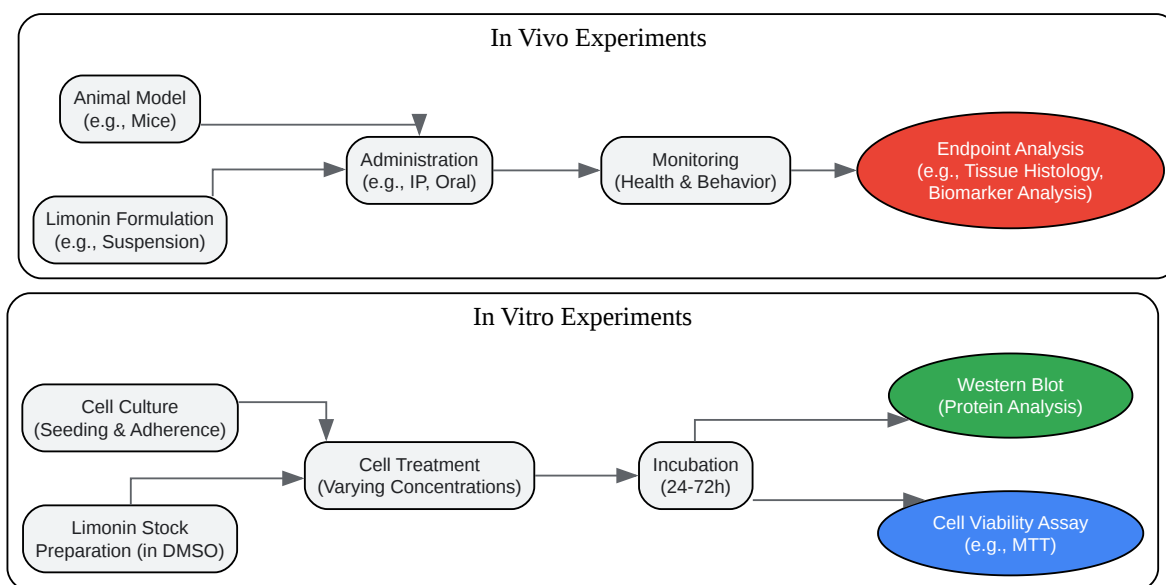 In Vivo Experiments
Animal Model
(e.g., Mice)
Limonin Formulation
(e.g., Suspension)
Administration
(e.g., IP, Oral)
Monitoring
(Health & Behavior)
Endpoint Analysis
(e.g., Tissue Histology,
Biomarker Analysis)
In Vitro Experiments
Cell Culture
(Seeding & Adherence)
Limonin Stock
Preparation (in DMSO)
Cell Treatment
(Varying Concentrations)
Incubation
(24-72h)
Western Blot
(Protein Analysis)
Cell Viability Assay
(e.g., MTT)